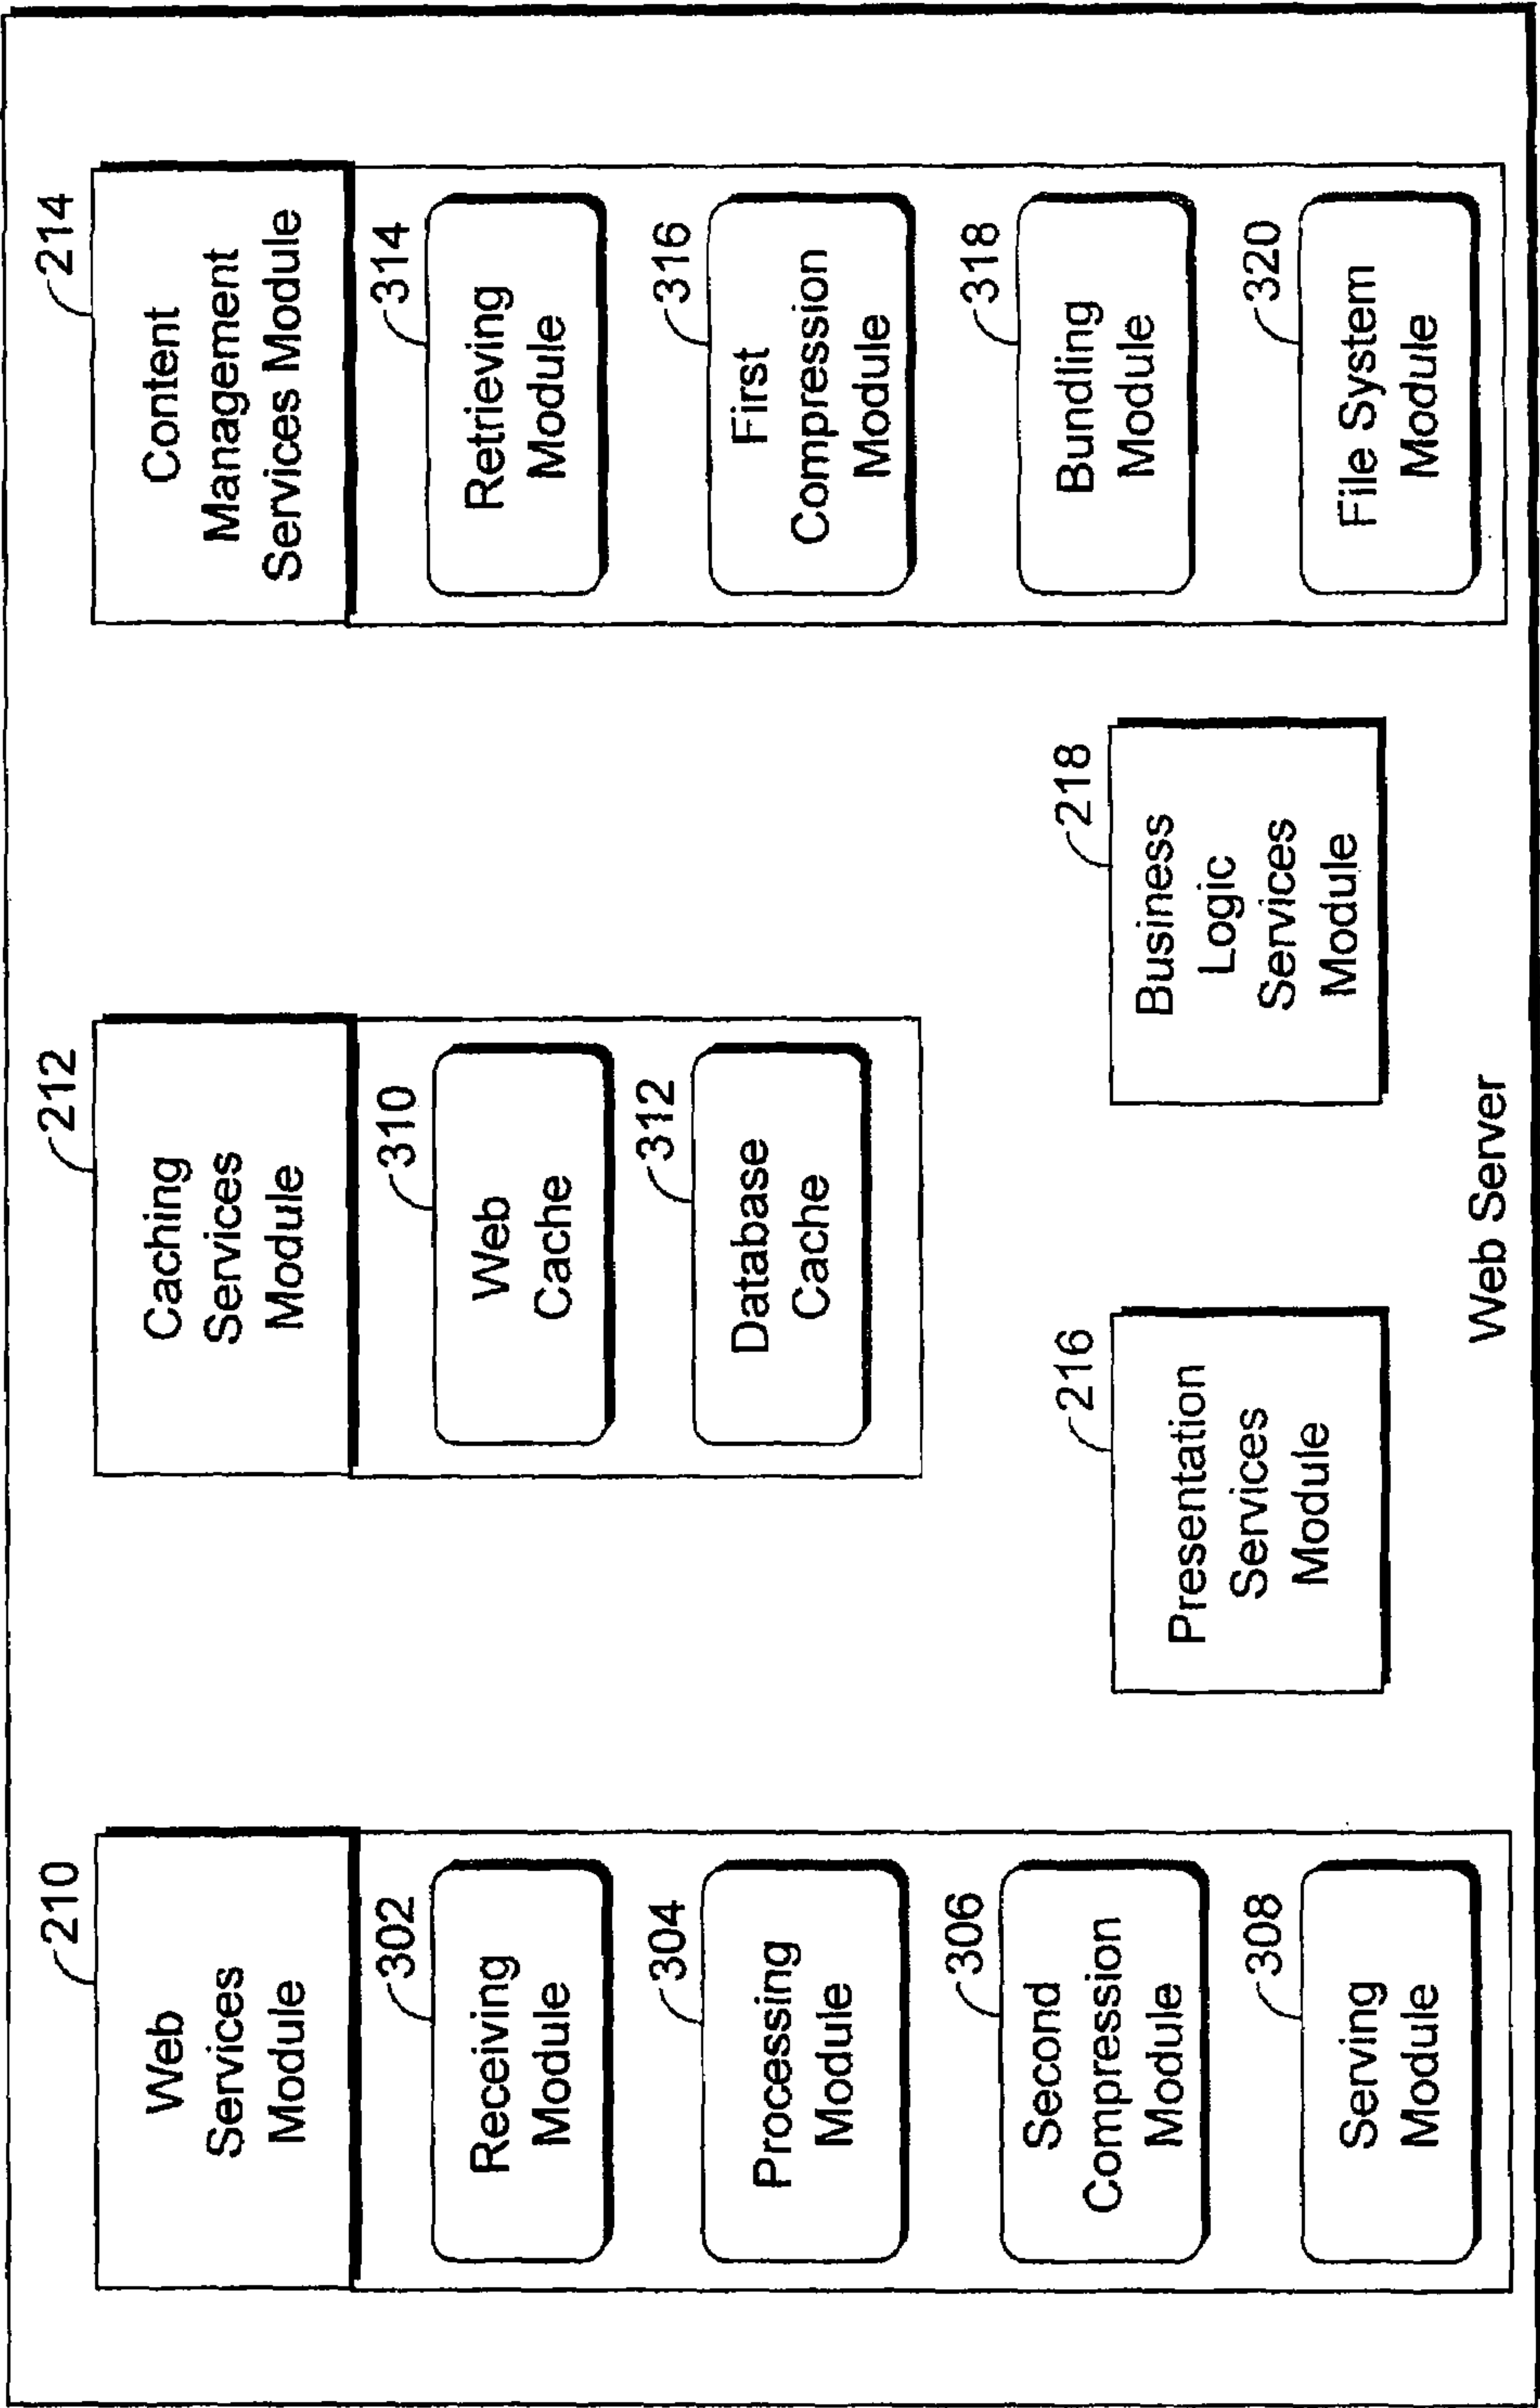 210
Web
Services
Module
302
Receiving
Module
304
Processing
Module
306
Second
Compression
Module
308
Serving
Module
212
Caching
Services
Module
310
Web
Cache
312
Database
Cache
216
Presentation
Services
Module
218
Business
Logic
Services
Module
214
Content
Management
Services Module
314
Retrieving
Module
316
First
Compression
Module
318
Bundling
Module
320
File System
Module
Web Server